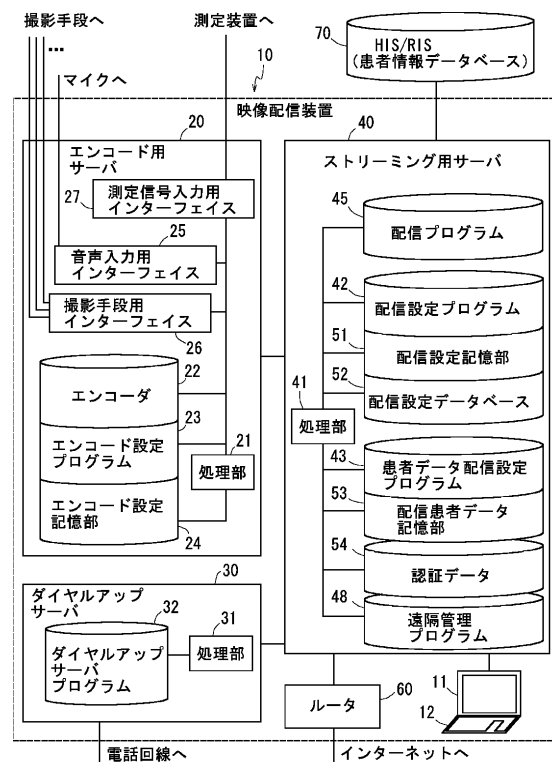 撮影手段へ
測定装置へ
...
マイクへ
10
70
HIS/RIS
(患者情報データベース)
映像配信装置
20
エンコード用
サーバ
測定信号入力用
インターフェイス
27
25
音声入力用
インターフェイス
撮影手段用
インターフェイス
26
22
エンコーダ
23
エンコード設定
プログラム
21
処理部
エンコード設定
記憶部
24
30
ダイヤルアップ
サーバ
32
31
ダイヤルアップ
サーバ
プログラム
処理部
電話回線へ
40
ストリーミング用サーバ
45
配信プログラム
42
配信設定プログラム
51
配信設定記憶部
52
配信設定データベース
41
処理部
43
患者データ配信設定
プログラム
53
配信患者データ
記憶部
54
認証データ
48
遠隔管理
プログラム
ルータ
60
11
12
インターネットへ